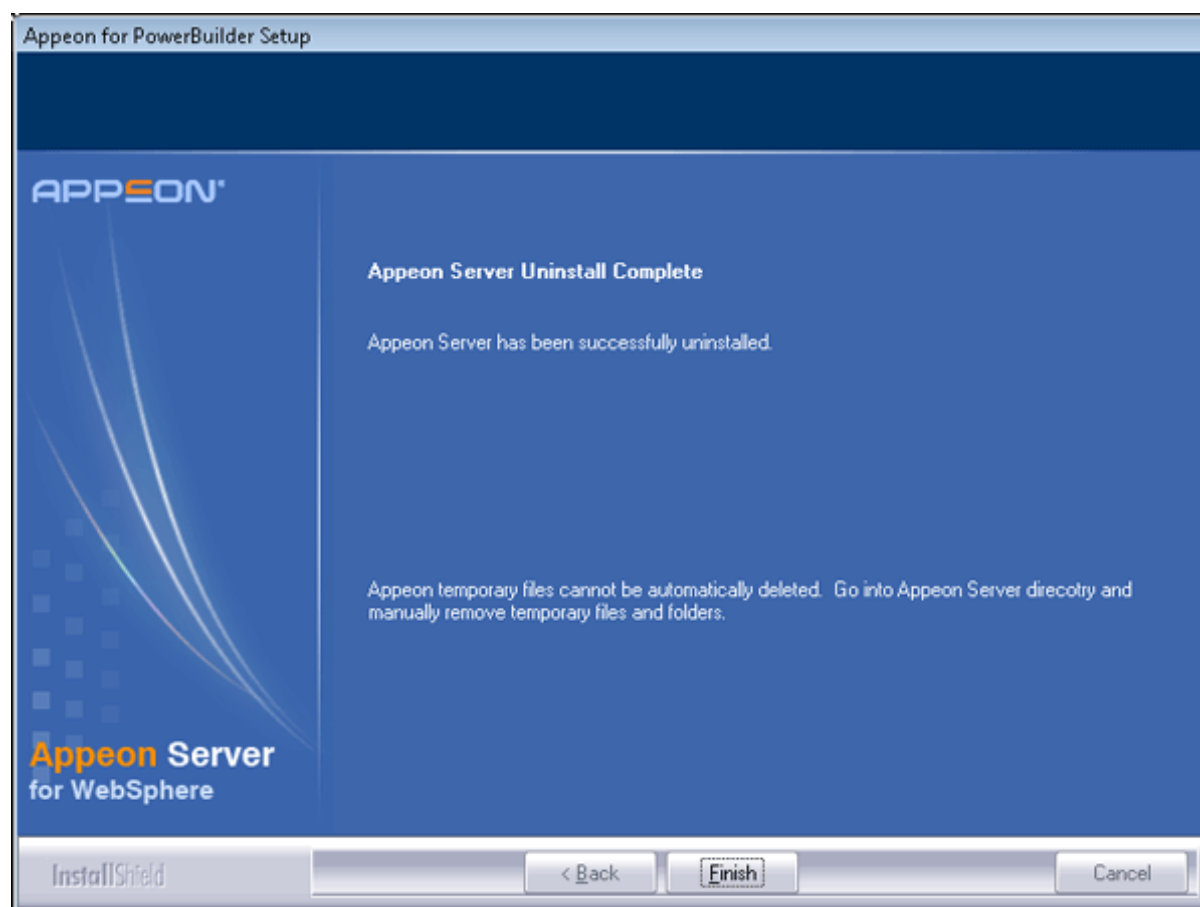 Appeon for PowerBuilder Setup
APPEON
Appeon Server Uninstall Complete
Appeon Server has been successfully uninstalled.
Appeon temporary files cannot be automatically deleted. Go into Appeon Server direcotry and
manually remove temporary files and folders.
Appeon Server
for WebSphere
InstallShield
< Back
Finish
Cancel